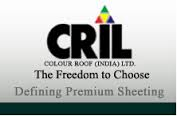 CRIL
COLOUR ROOF (INDIA) LTD.
The Freedom to Choose
Defining Premium Sheeting